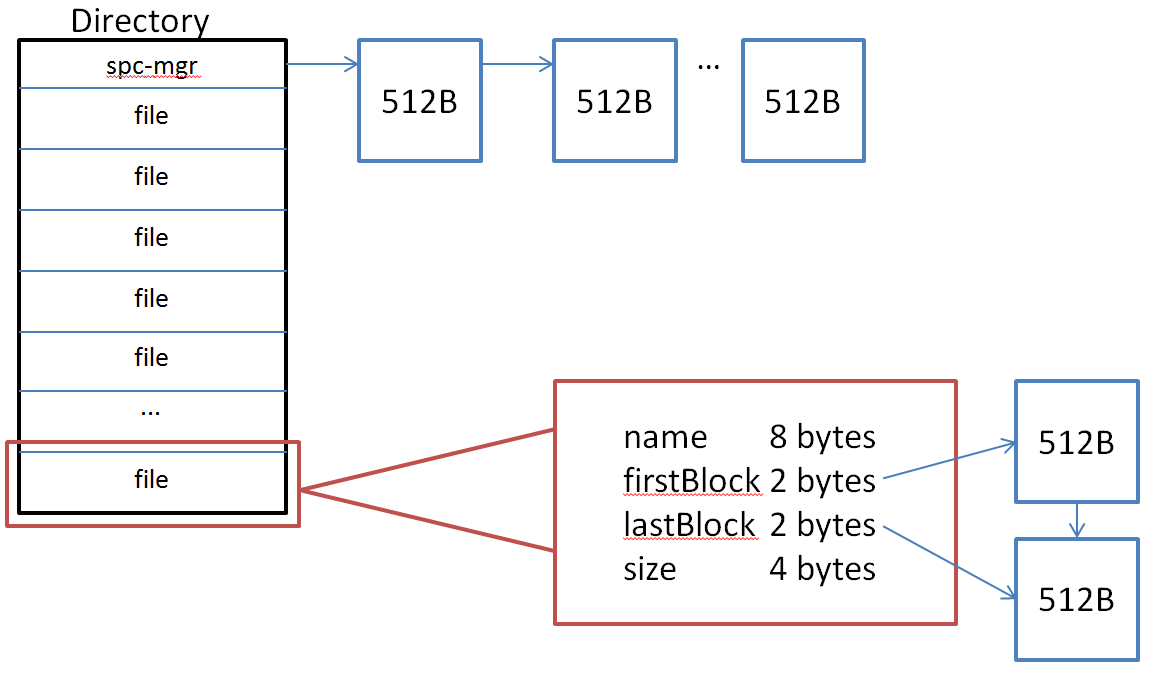 Directory
spc-mgr
file
file
file
file
file
...
file
512B
512B
...
512B
name 8 bytes
firstBlock 2 bytes
lastBlock 2 bytes
size 4 bytes
512B
512B